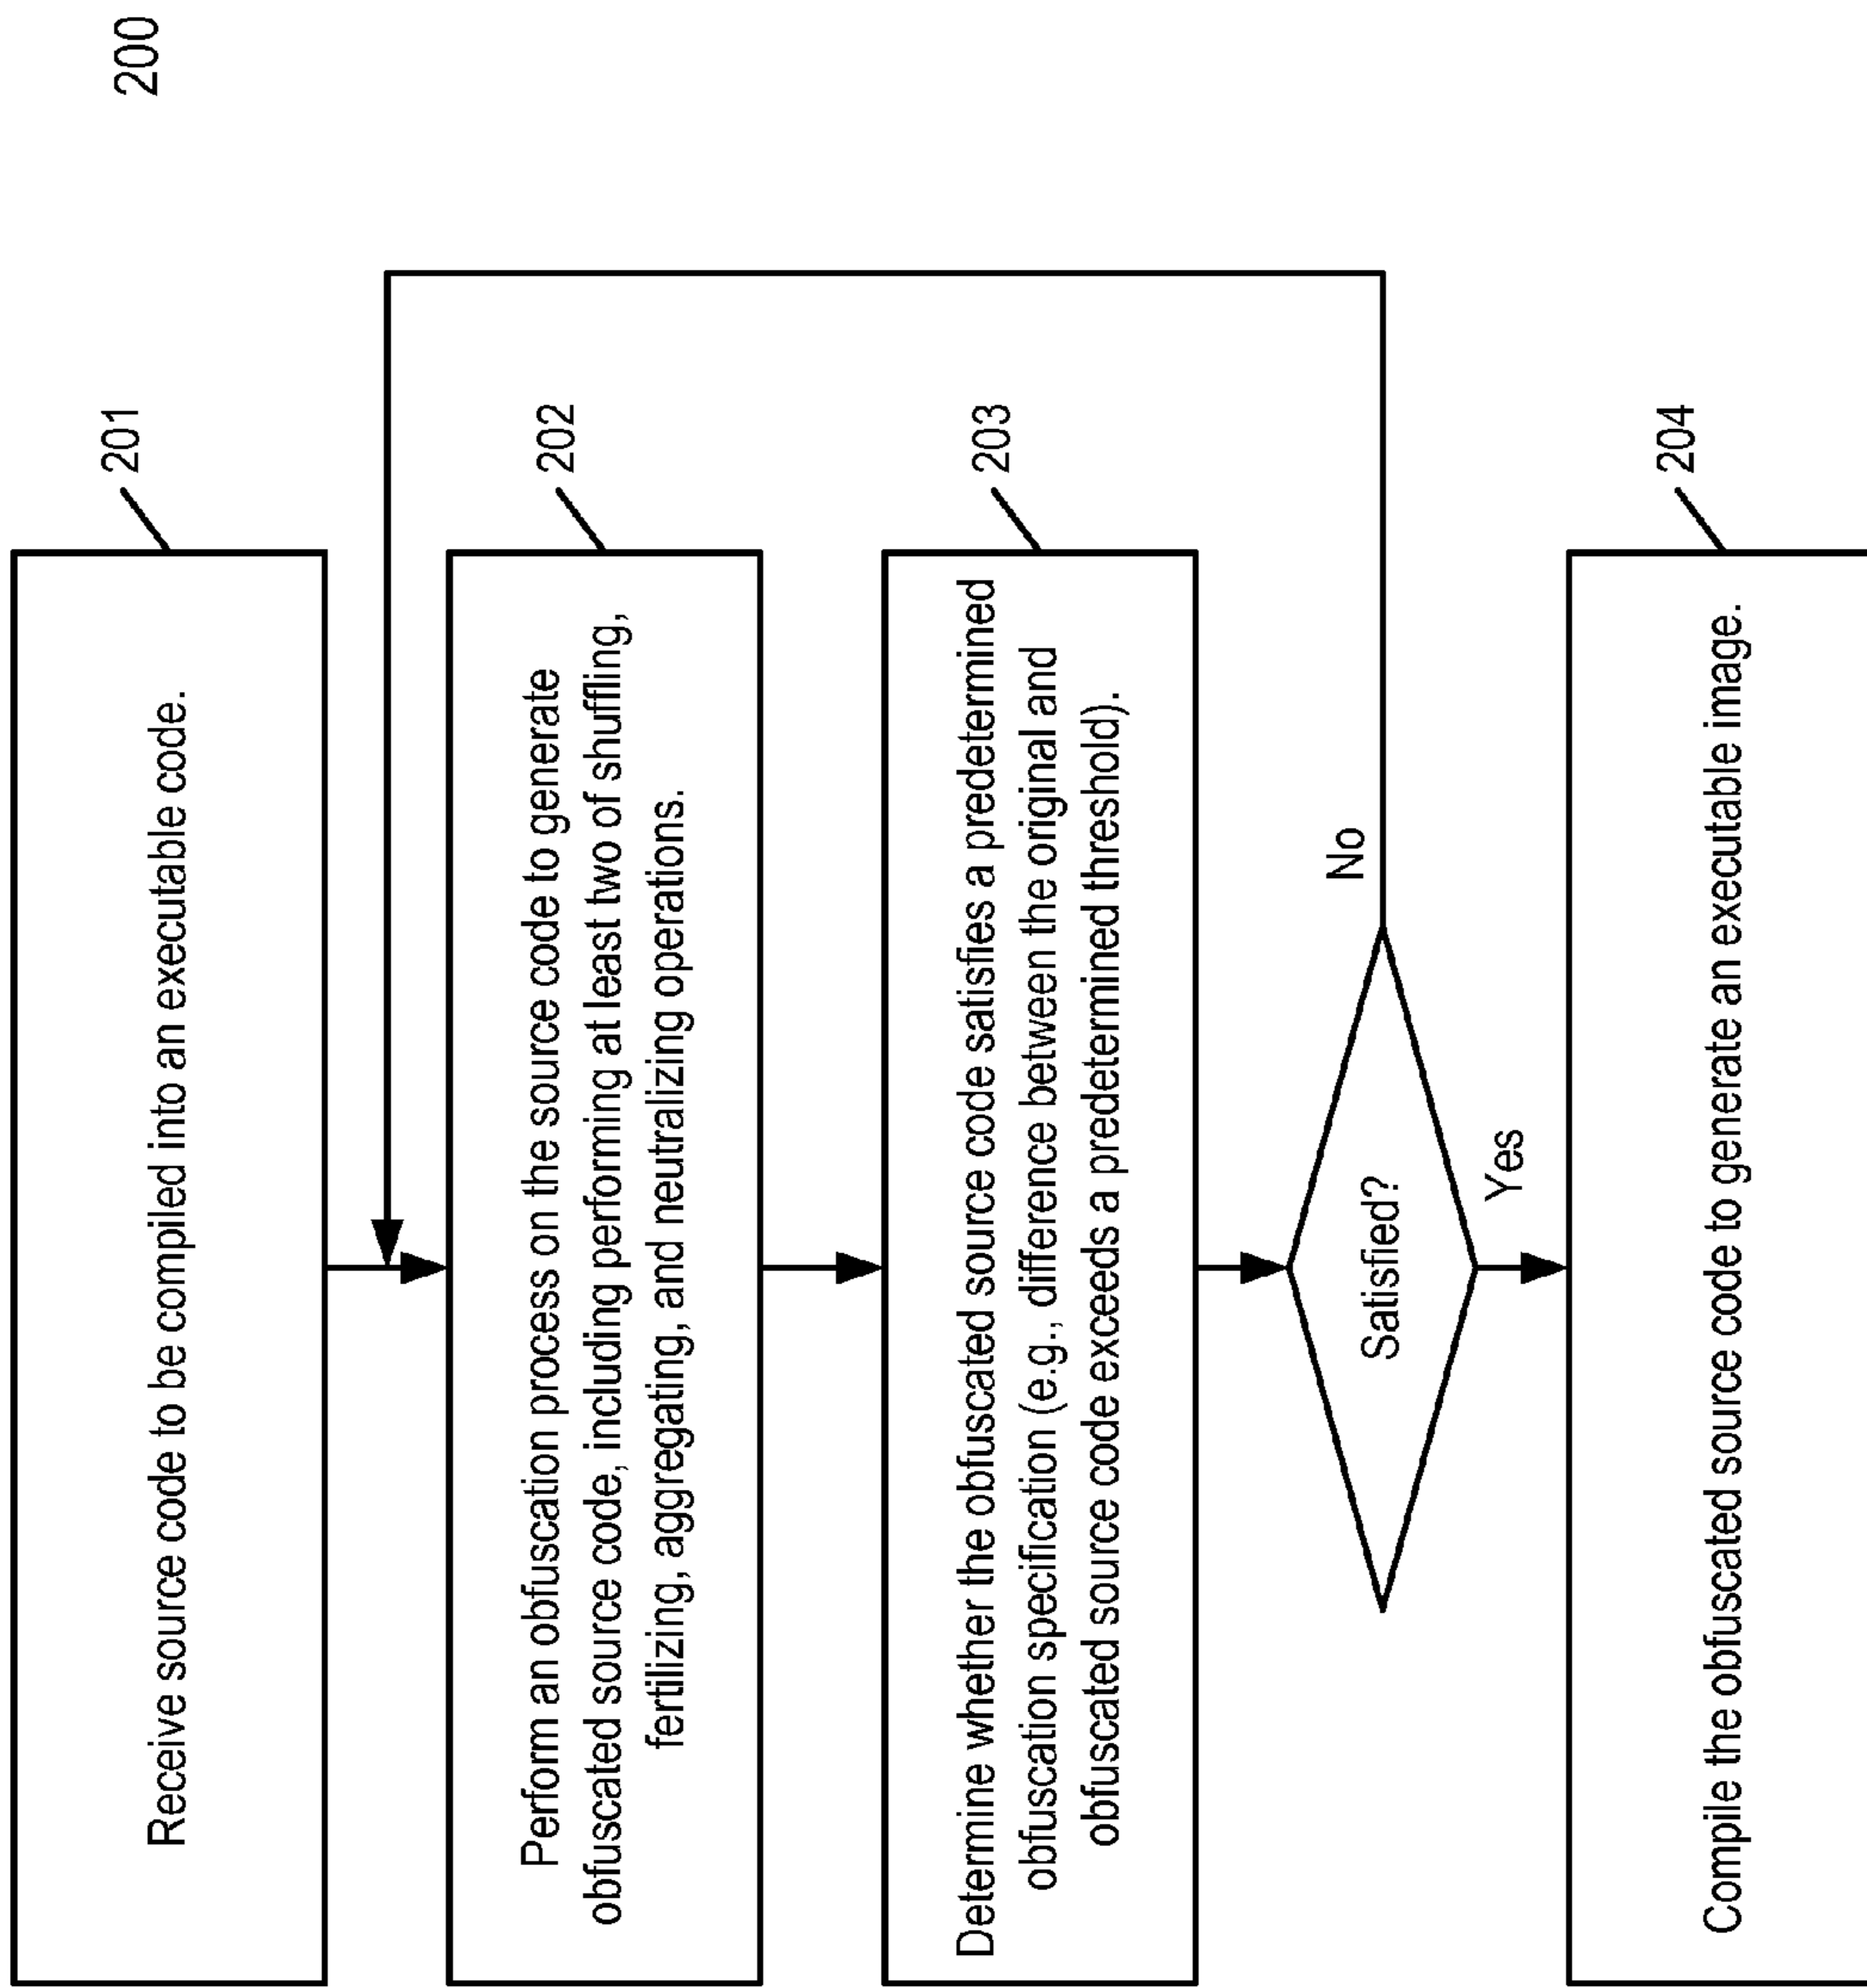 200
201
Receive source code to be compiled into an executable code.
202
Perform an obfuscation process on the source code to generate
obfuscated source code, including performing at least two of shuffling,
fertilizing, aggregating, and neutralizing operations.
203
Determine whether the obfuscated source code satisfies a predetermined
obfuscation specification (e.g., difference between the original and
obfuscated source code exceeds a predetermined threshold).
Satisfied?
No
Yes
204
Compile the obfuscated source code to generate an executable image.